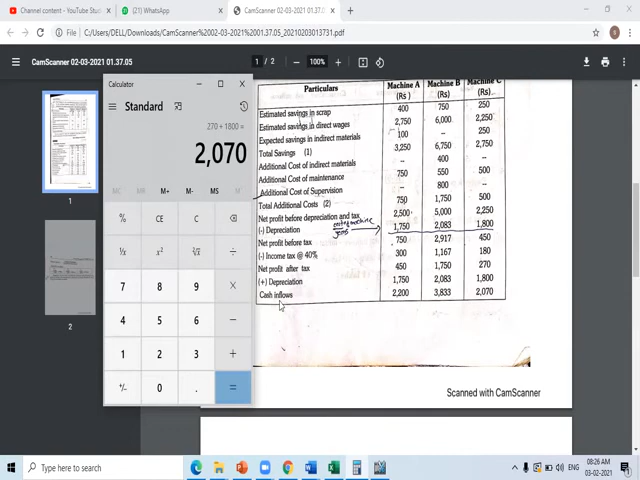 Channel content - YouTube
(21) WhatsApp
CamScanner 02-03-2021 01.37.05
File | C:/Users/DELL/Downloads/CamScanner%2002-03-2021%2001.37.05_20210203013731.pdf
CamScanner 02-03-2021 01.37.05
1 / 2
100%
1
2
Calculator
Standard
270 + 1800 =
2,070
MC MR M+ M- MS M
% CE C
¹/x x² ²√x ÷
7 8 9 ×
4 5 6 −
1 2 3 +
+/− 0 . =
Particulars Machine A Machine B Machine C
(Rs ) (Rs) (Rs)
Estimated savings in scrap 400 750 250
Estimated savings in direct wages 2,750 6,000 2,250
Expected savings in indirect materials 100 -- 250
Total Savings (1) 3,250 6,750 2,750
Additional Cost of indirect materials -- 400 --
Additional Cost of maintenance 750 550 500
Additional Cost of Supervision -- 800 --
Total Additional Costs (2) 750 1,750 500
Net profit before depreciation and tax 2,500 5,000 2,250
(-) Depreciation 1,750 2,083 1,800
Net profit before tax 750 2,917 450
(-) Income tax @ 40% 300 1,167 180
Net profit after tax 450 1,750 270
(+) Depreciation 1,750 2,083 1,800
Cash inflows 2,200 3,833 2,070
Scanned with CamScanner
Type here to search
ENG
08:26 AM
03-02-2021